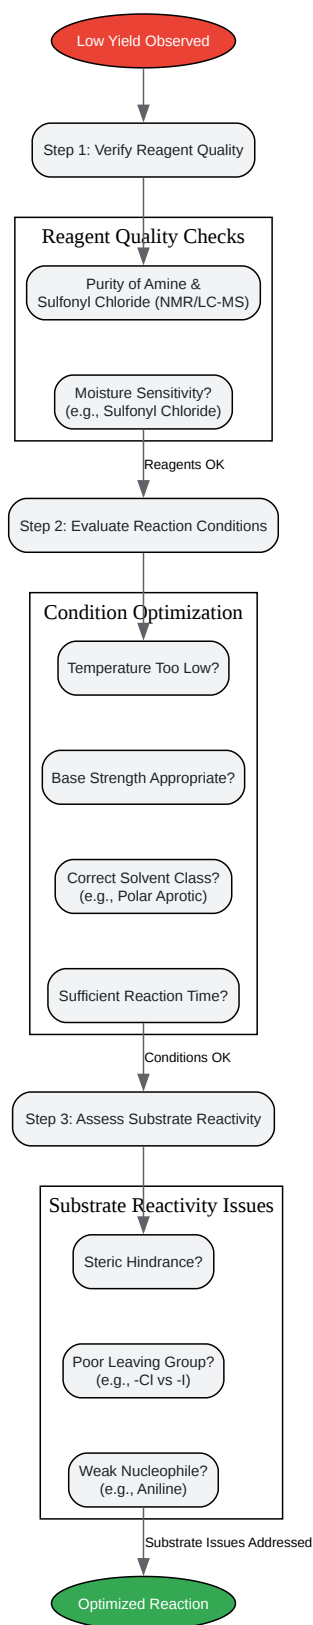 Low Yield Observed
Step 1: Verify Reagent Quality
Reagent Quality Checks
Purity of Amine &
Sulfonyl Chloride (NMR/LC-MS)
Moisture Sensitivity?
(e.g., Sulfonyl Chloride)
Reagents OK
Step 2: Evaluate Reaction Conditions
Condition Optimization
Temperature Too Low?
Base Strength Appropriate?
Correct Solvent Class?
(e.g., Polar Aprotic)
Sufficient Reaction Time?
Conditions OK
Step 3: Assess Substrate Reactivity
Substrate Reactivity Issues
Steric Hindrance?
Poor Leaving Group?
(e.g., -Cl vs -I)
Weak Nucleophile?
(e.g., Aniline)
Substrate Issues Addressed
Optimized Reaction